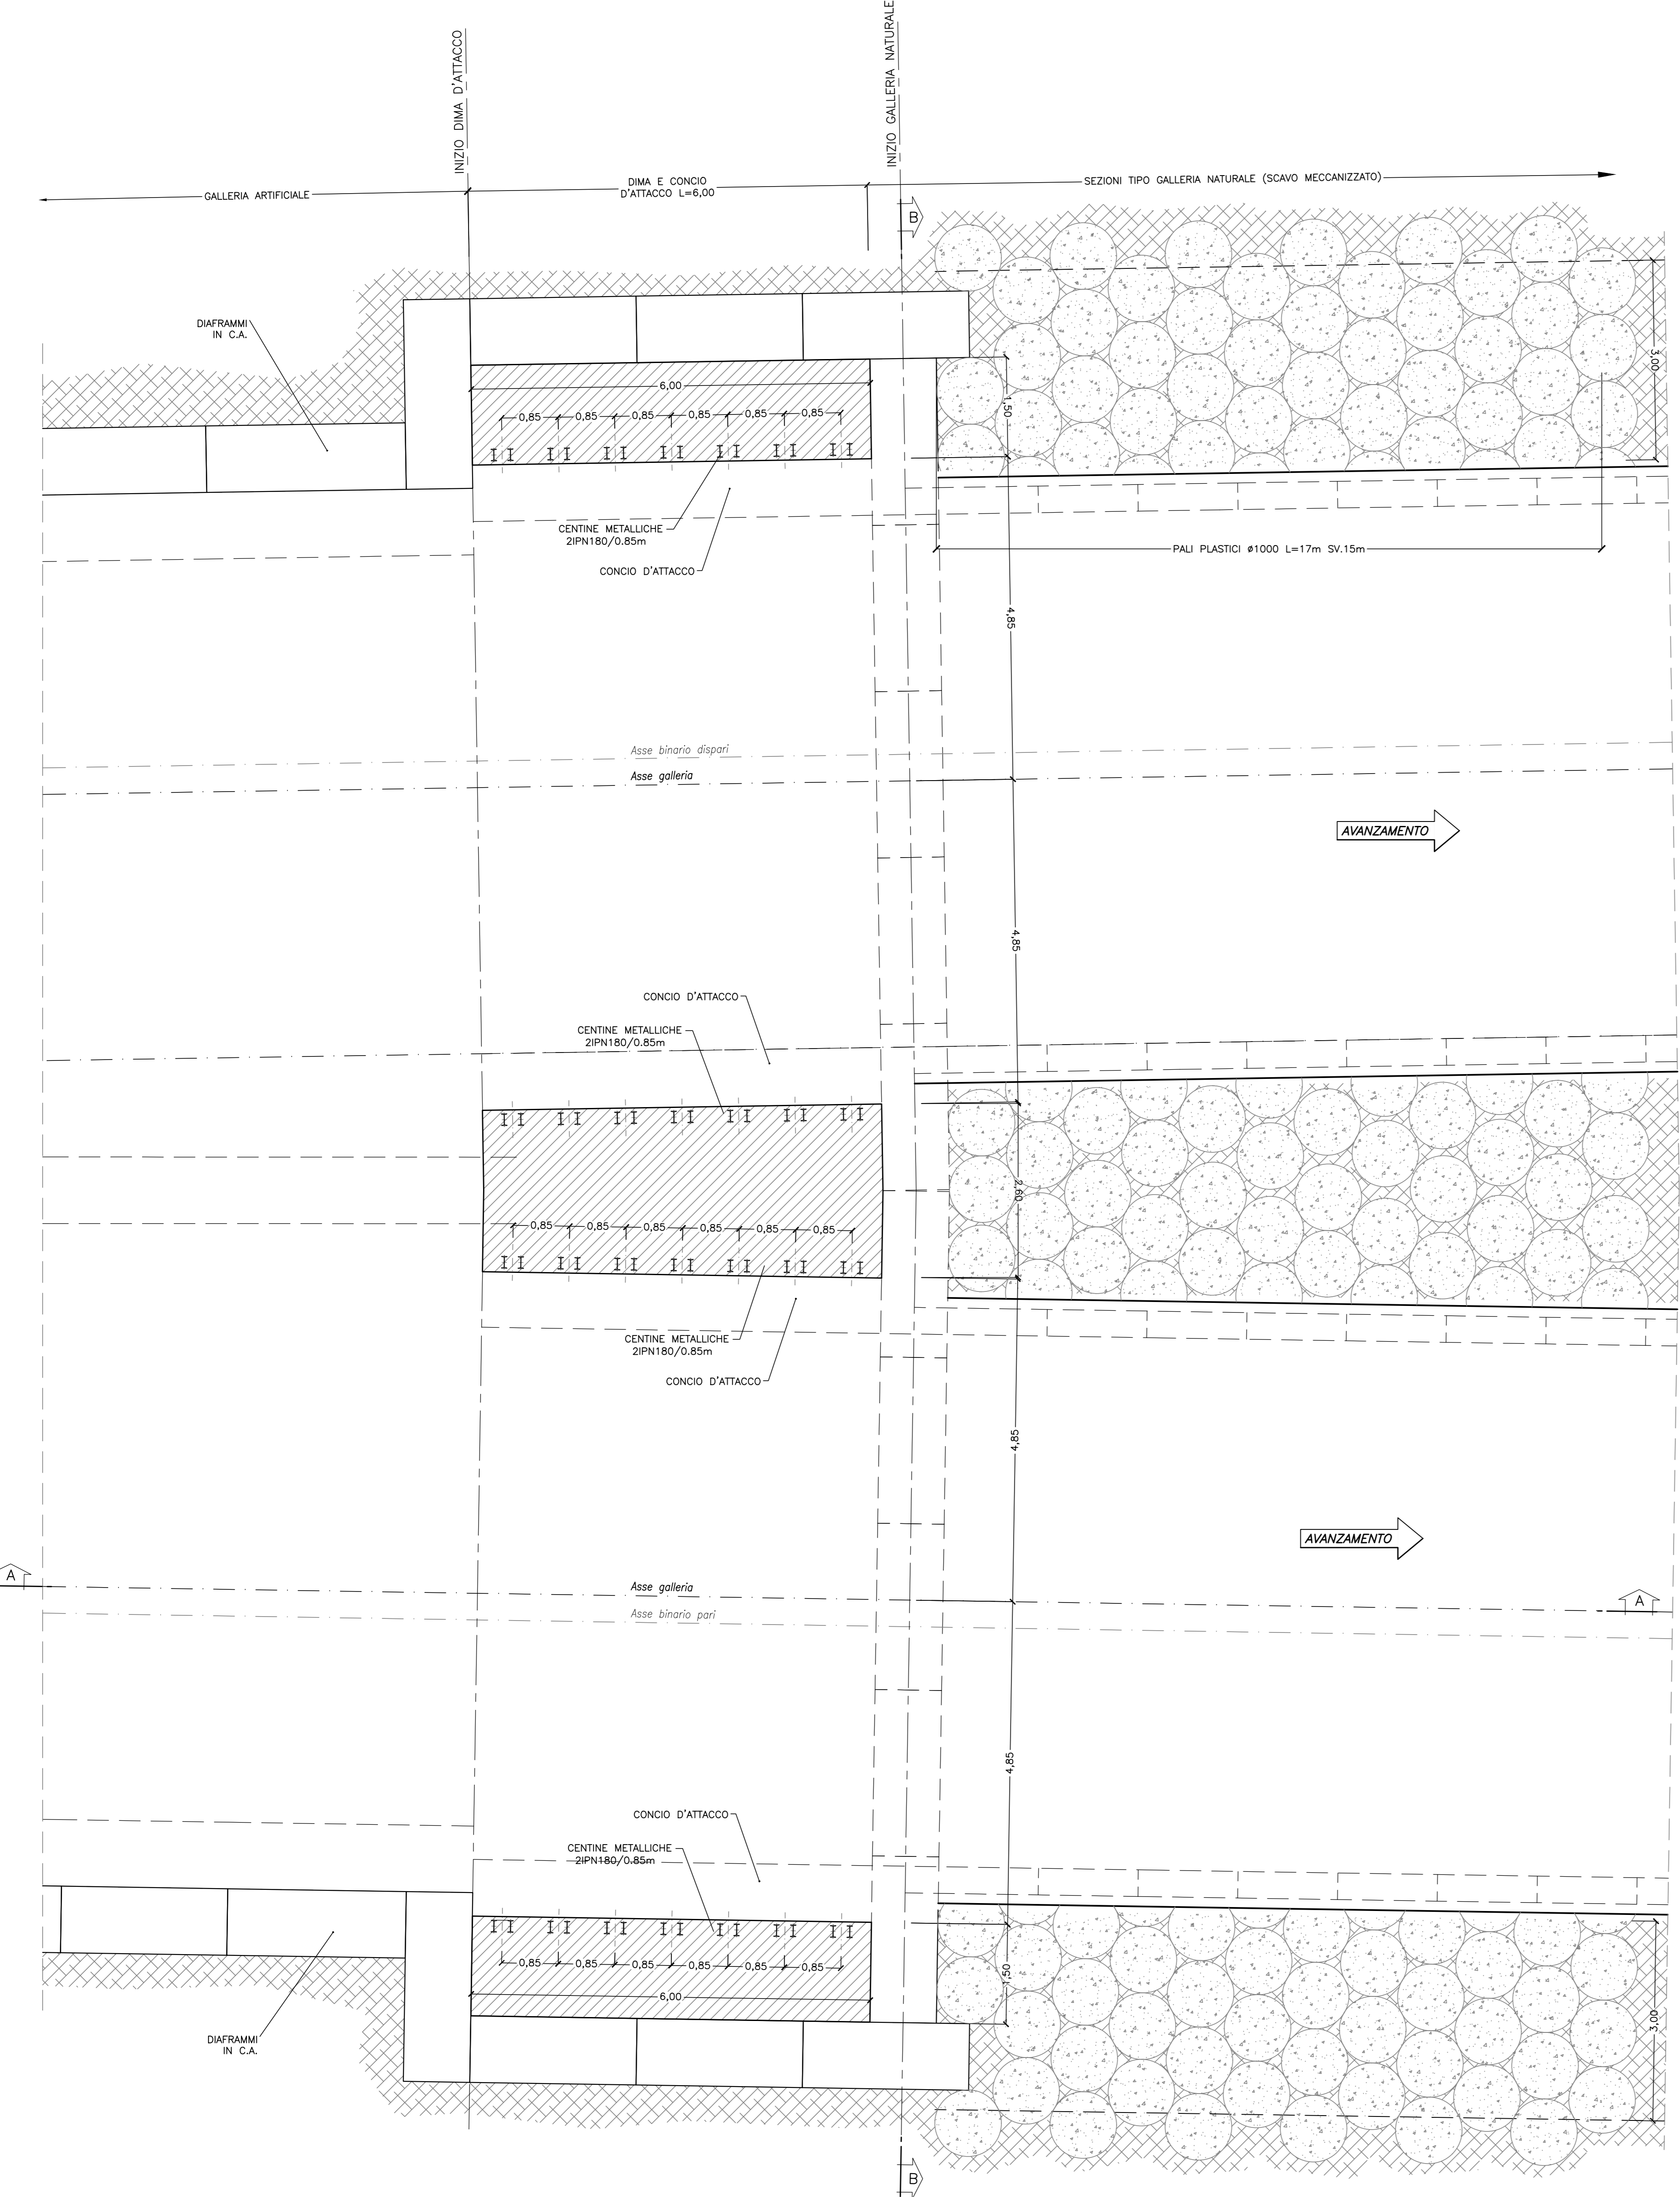 INIZIO DIMA D'ATTACCO
INIZIO GALLERIA NATURALE
GALLERIA ARTIFICIALE
DIMA E CONCIO
D'ATTACCO L=6,00
SEZIONI TIPO GALLERIA NATURALE (SCAVO MECCANIZZATO)
B
DIAFRAMMI
IN C.A.
6,00
0,85 0,85 0,85 0,85 0,85 0,85
1,50
3,00
CENTINE METALLICHE
2IPN180/0.85m
CONCIO D'ATTACCO
PALI PLASTICI ø1000 L=17m SV.15m
4,85
Asse binario dispari
Asse galleria
AVANZAMENTO
4,85
CONCIO D'ATTACCO
CENTINE METALLICHE
2IPN180/0.85m
2,60
0,85 0,85 0,85 0,85 0,85 0,85
CENTINE METALLICHE
2IPN180/0.85m
CONCIO D'ATTACCO
4,85
AVANZAMENTO
A
Asse galleria
A
Asse binario pari
4,85
CONCIO D'ATTACCO
CENTINE METALLICHE
2IPN180/0.85m
0,85 0,85 0,85 0,85 0,85 0,85
1,50
6,00
3,00
DIAFRAMMI
IN C.A.
B